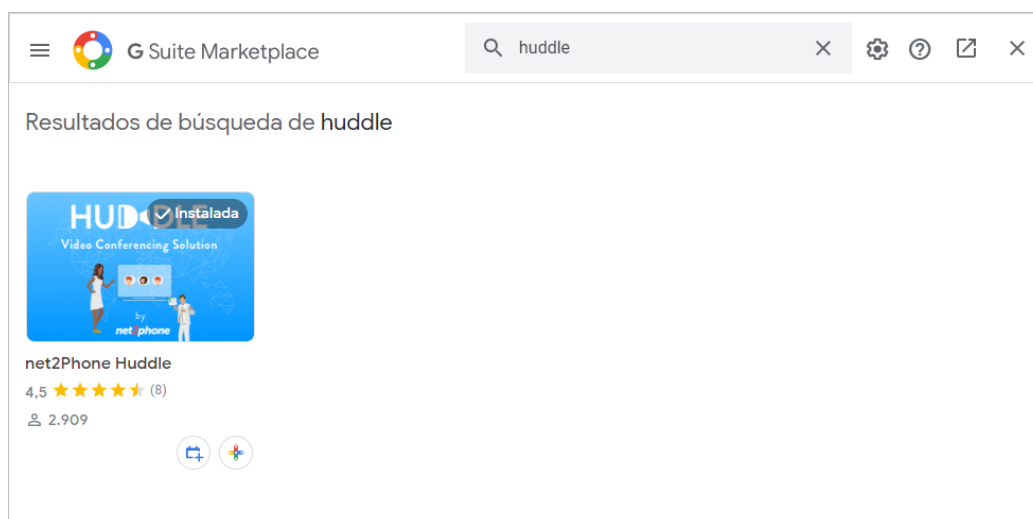 G Suite Marketplace
huddle
Resultados de búsqueda de huddle
HUDDLE
Instalada
Video Conferencing Solution
by
net2phone
net2Phone Huddle
4,5 (8)
2.909